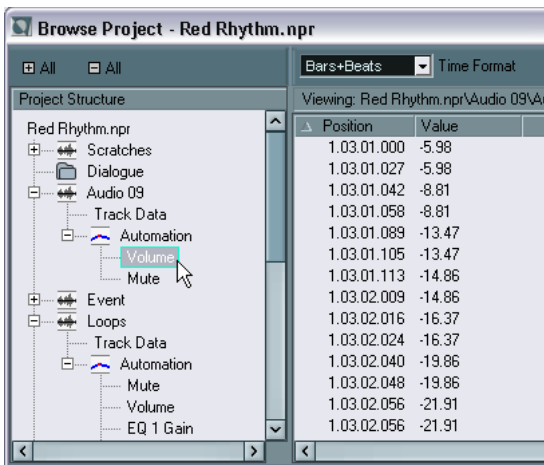 Browse Project - Red Rhythm.npr
All All
Bars+Beats Time Format
Project Structure
Viewing: Red Rhythm.npr\Audio 09\
Red Rhythm.npr
Scratches
Dialogue
Audio 09
Track Data
Automation
Volume
Mute
Event
Loops
Track Data
Automation
Mute
Volume
EQ 1 Gain
Position Value
1.03.01.000 -5.98
1.03.01.027 -5.98
1.03.01.042 -8.81
1.03.01.058 -8.81
1.03.01.089 -13.47
1.03.01.105 -13.47
1.03.01.113 -14.86
1.03.02.009 -14.86
1.03.02.016 -16.37
1.03.02.024 -16.37
1.03.02.040 -19.86
1.03.02.048 -19.86
1.03.02.056 -21.91
1.03.02.056 -21.91